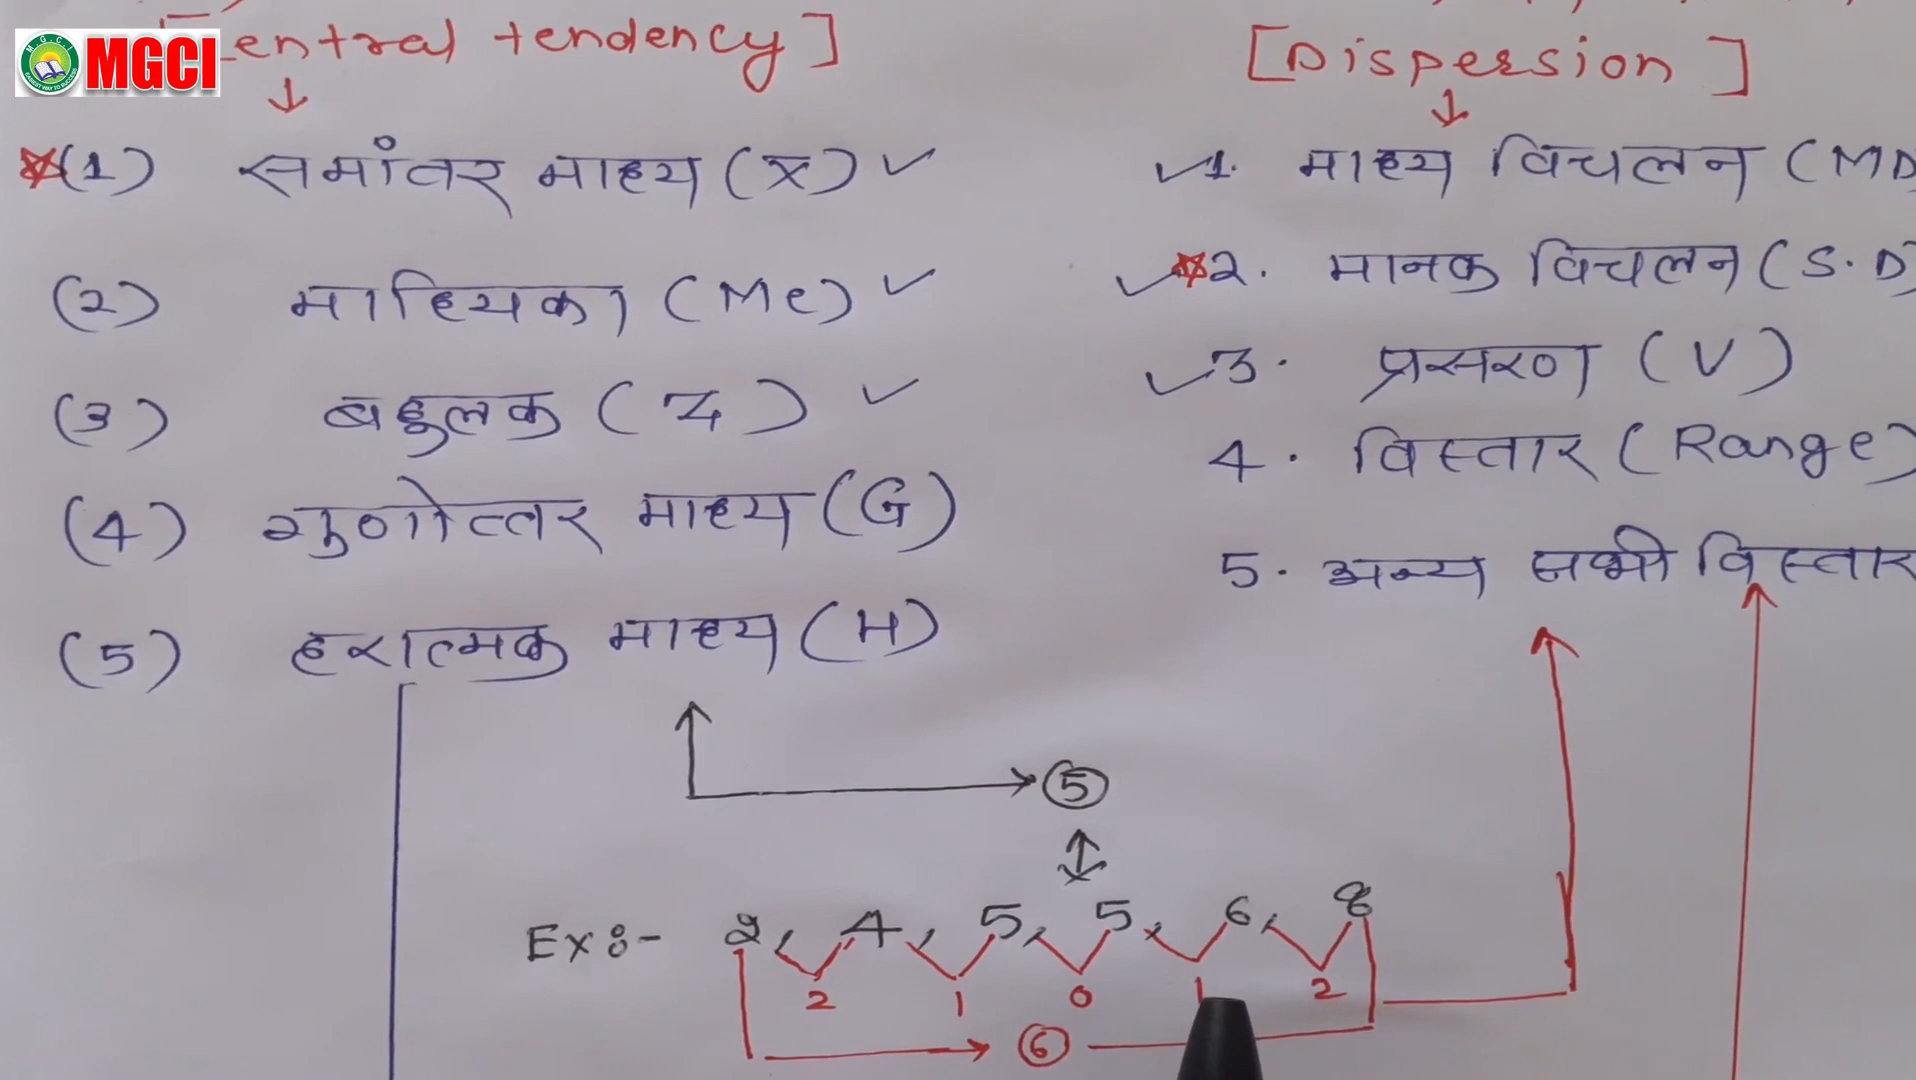 MGCI
Central tendency]
[Dispersion]
(1) समांतर माध्य (X)
(2) माध्यिका (Me)
(3) बहुलक (Z)
(4) गुणोत्तर माध्य (G)
(5) हरात्मक माध्य (H)
1. माध्य विचलन (MD
2. मानक विचलन (S.D)
3. प्रसरण (V)
4. विस्तार (Range)
5. अन्य सभी विस्तार
5
Ex:- 2, 4, 5, 5, 6, 8
2 1 0 1 2
6